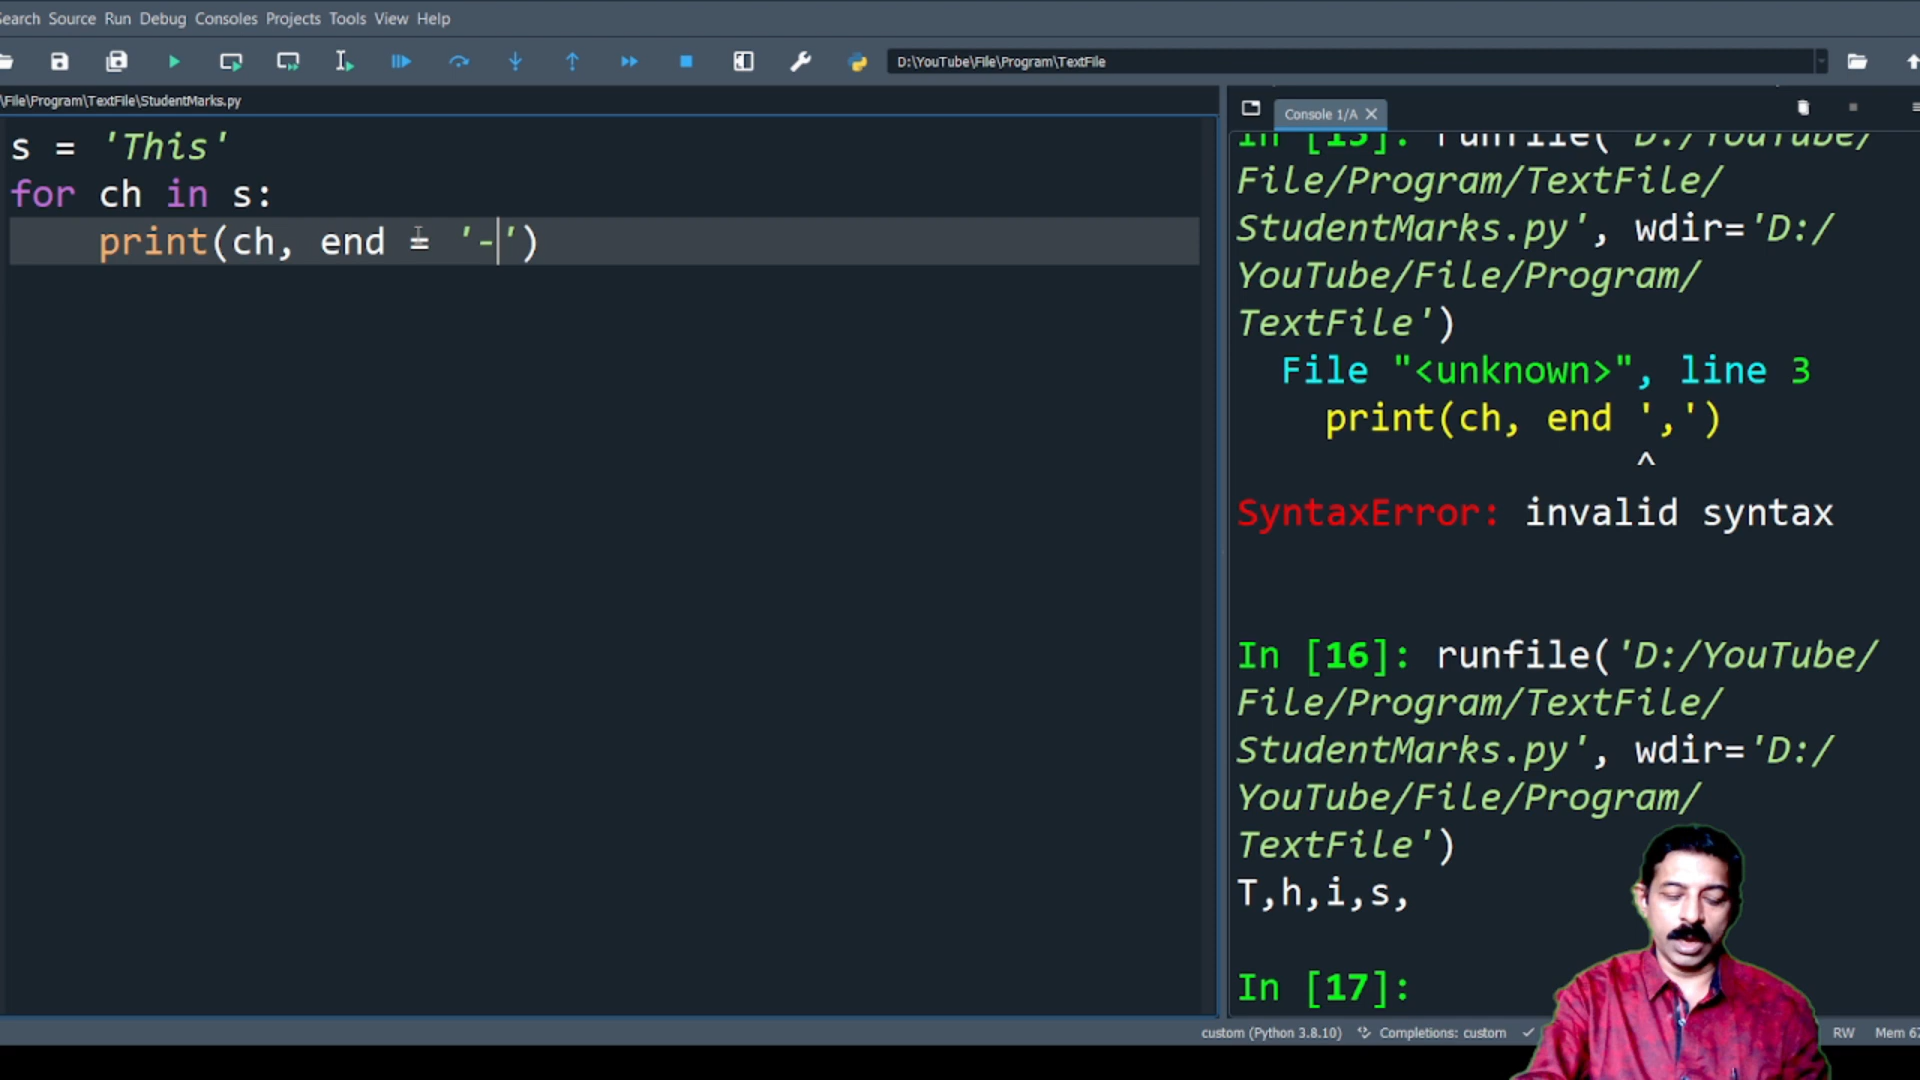 Search Source Run Debug Consoles Projects Tools View Help
D:\YouTube\File\Program\TextFile
\File\Program\TextFile\StudentMarks.py
s = 'This'
for ch in s:
print(ch, end = '-')
Console 1/A
In [15]: runfile('D:/YouTube/
File/Program/TextFile/
StudentMarks.py', wdir='D:/
YouTube/File/Program/
TextFile')
File "<unknown>", line 3
print(ch, end ',')
^
SyntaxError: invalid syntax
In [16]: runfile('D:/YouTube/
File/Program/TextFile/
StudentMarks.py', wdir='D:/
YouTube/File/Program/
TextFile')
T,h,i,s,
In [17]:
custom (Python 3.8.10) Completions: custom RW Mem